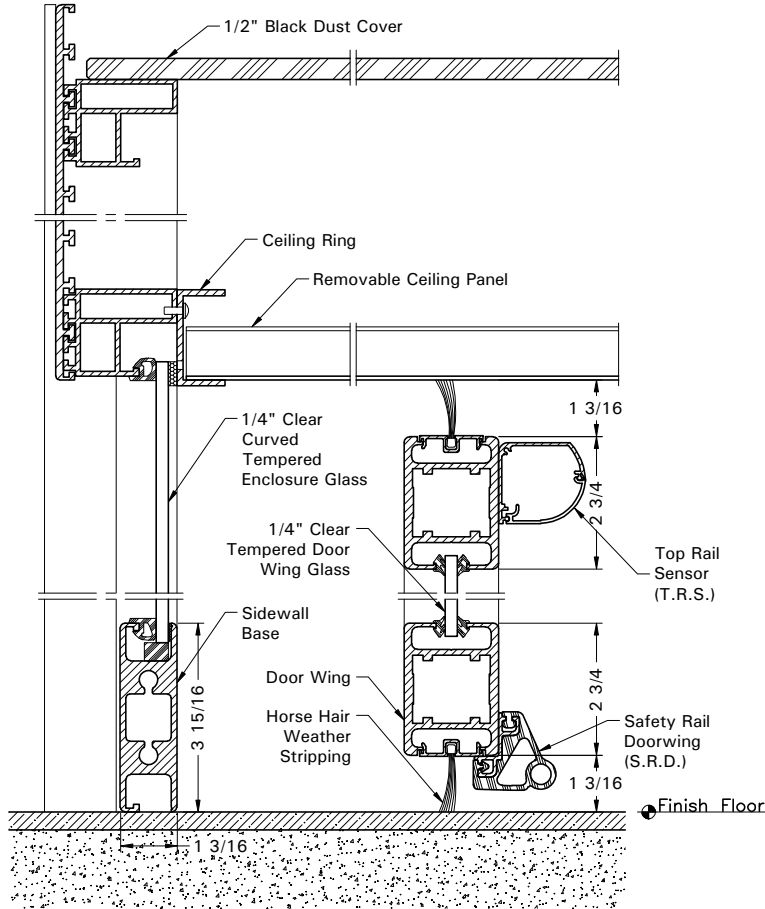 1/2" Black Dust Cover
Ceiling Ring
Removable Ceiling Panel
1 3/16
1/4" Clear
Curved
Tempered
Enclosure Glass
2 3/4
1/4" Clear
Tempered Door
Wing Glass
Top Rail
Sensor
(T.R.S.)
Sidewall
Base
3 15/16
Door Wing
2 3/4
Horse Hair
Weather
Stripping
Safety Rail
Doorwing
(S.R.D.)
1 3/16
Finish Floor
1 3/16